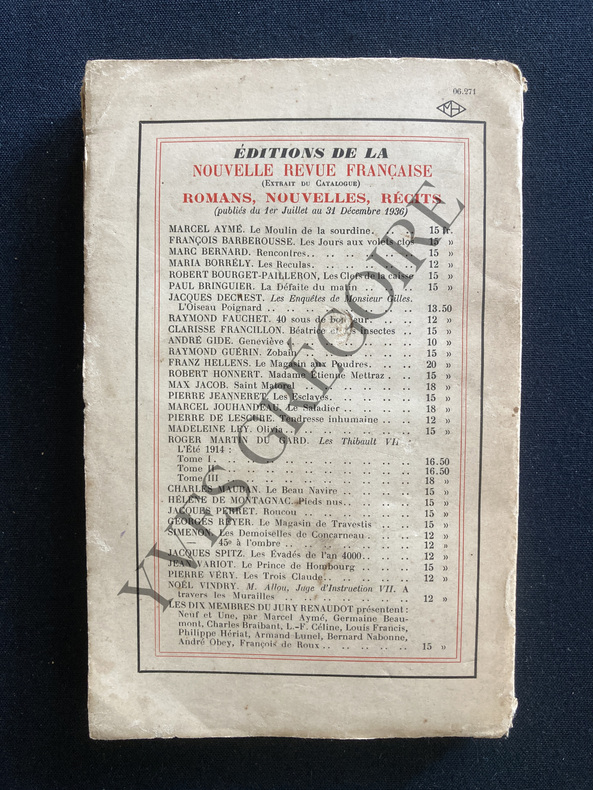 06.271
MH
ÉDITIONS DE LA
NOUVELLE REVUE FRANÇAISE
(EXTRAIT DU CATALOGUE)
ROMANS, NOUVELLES, RÉCITS
(publiés du 1er Juillet au 31 Décembre 1936)
MARCEL AYMÉ. Le Moulin de la sourdine. . . . 15 fr.
FRANÇOIS BARBEROUSSE. Les Jours aux volets clos 15 »
MARC BERNARD. Rencontres. . . . . . . . 15 »
MARIA BORRÉLY. Les Reculas. . . . . . . . 12 »
ROBERT BOURGET-PAILLERON. Les Clefs de la caisse 15 »
PAUL BRINGUIER. La Défaite du matin . . . . 15 »
JACQUES DECREST. Les Enquêtes de Monsieur Gilles.
L'Oiseau Poignard . . . . . . . . 13.50
RAYMOND FAUCHET. 40 sous de bonheur. . . . 12 »
CLARISSE FRANCILLON. Béatrice et les insectes . . 15 »
ANDRÉ GIDE. Geneviève . . . . . . . . 10 »
RAYMOND GUÉRIN. Zobain . . . . . . . . 15 »
FRANZ HELLENS. Le Magasin aux Poudres. . . . 20 »
ROBERT HONNERT. Madame Étienne Mettraz . . . 15 »
MAX JACOB. Saint Matorel . . . . . . . . 18 »
PIERRE JEANNERET. Les Esclaves. . . . . . 15 »
MARCEL JOUHANDEAU. Le Saladier . . . . . . 18 »
PIERRE DE LESCURE. Tendresse inhumaine . . . . 12 »
MADELEINE LEY. Olivia . . . . . . . . 15 »
ROGER MARTIN DU GARD. Les Thibault VII.
L'Été 1914 :
Tome I. . . . . . . . . 16.50
Tome II . . . . . . . . 16.50
Tome III . . . . . . . . 18 »
CHARLES MAUBAN. Le Beau Navire . . . . . . 15 »
HÉLÈNE DE MONTAGNAC. Pieds nus. . . . . . 15 »
JACQUES PERRET. Roucou . . . . . . . . 15 »
GEORGES REYER. Le Magasin de Travestis . . . . 15 »
SIMENON. Les Demoiselles de Concarneau . . . . 12 »
— 45° à l'ombre . . . . . . . . 12 »
JACQUES SPITZ. Les Évadés de l'an 4000. . . . 12 »
JEAN VARIOT. Le Prince de Hombourg . . . . 15 »
PIERRE VÉRY. Les Trois Claude. . . . . . 12 »
NOËL VINDRY. M. Allou, Juge d'Instruction VII. A
travers les Murailles . . . . . . . . 12 »
LES DIX MEMBRES DU JURY RENAUDOT présentent :
Neuf et Une, par Marcel Aymé, Germaine Beau-
mont, Charles Braibant, L.-F. Céline, Louis Francis,
Philippe Hériat, Armand Lunel, Bernard Nabonne,
André Obey, François de Roux . . . . . . 15 »
YVES GRÉGOIRE